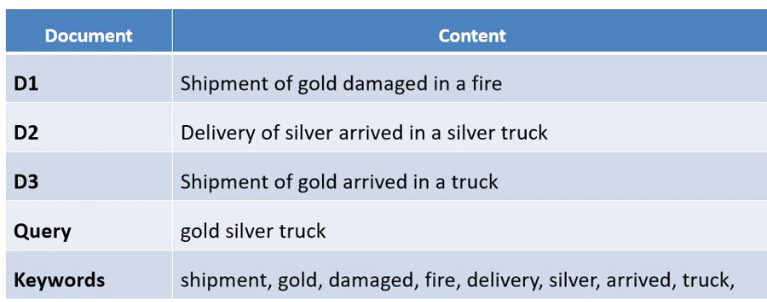 Document Content
D1 Shipment of gold damaged in a fire
D2 Delivery of silver arrived in a silver truck
D3 Shipment of gold arrived in a truck
Query gold silver truck
Keywords shipment, gold, damaged, fire, delivery, silver, arrived, truck,